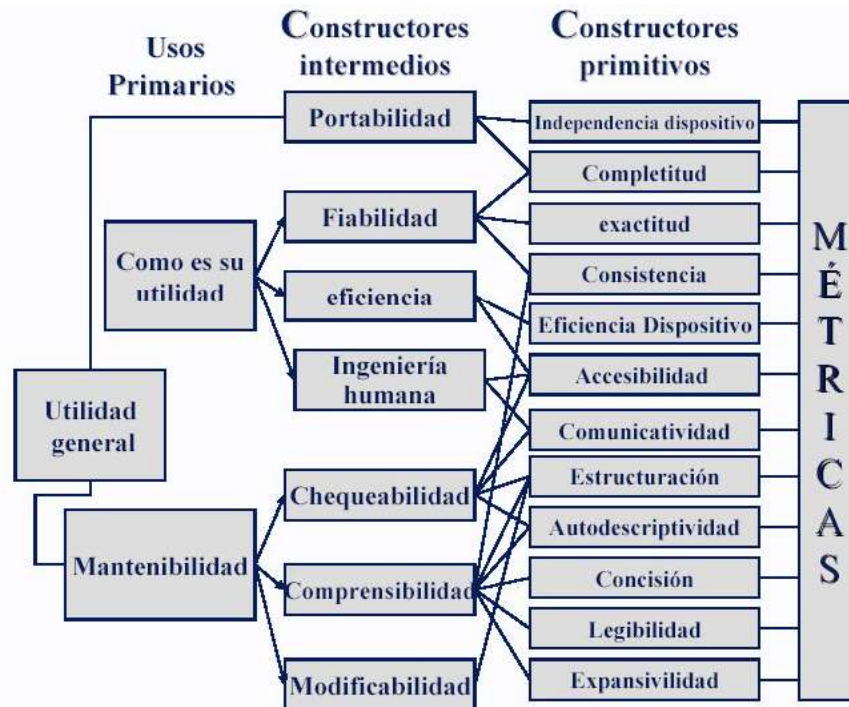 Usos
Primarios
Constructores
intermedios
Constructores
primitivos
Portabilidad
Fiabilidad
Como es su
utilidad
eficiencia
Ingeniería
humana
Utilidad
general
Chequeabilidad
Mantenibilidad
Comprensibilidad
Modificabilidad
Independencia dispositivo
Completitud
exactitud
Consistencia
Eficiencia Dispositivo
Accesibilidad
Comunicatividad
Estructuración
Autodescriptividad
Concisión
Legibilidad
Expansivilidad
MÉTRICAS